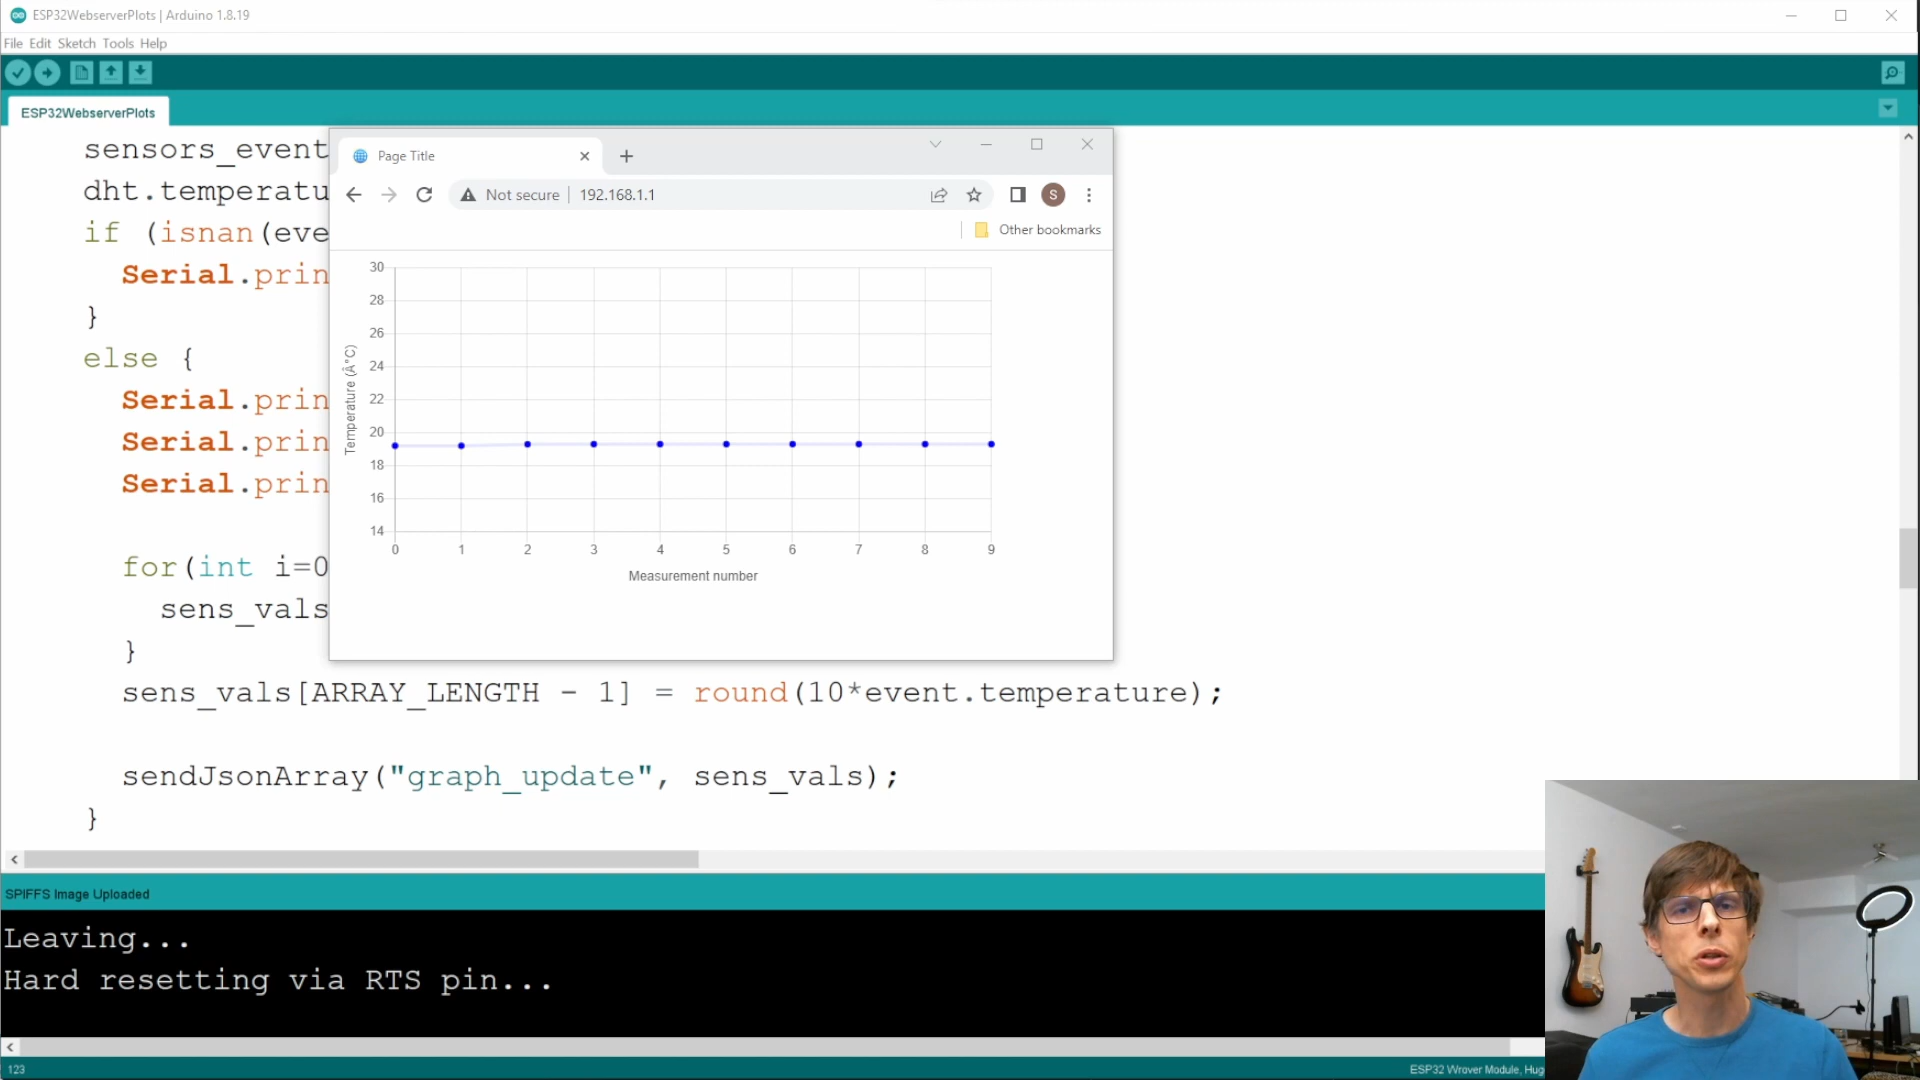 ESP32WebserverPlots | Arduino 1.8.19
File Edit Sketch Tools Help
ESP32WebserverPlots
sensors_event
dht.temperatu
if (isnan(eve
Serial.prin
}
else {
Serial.prin
Serial.prin
Serial.prin
for(int i=0
sens_vals
}
sens_vals[ARRAY_LENGTH - 1] = round(10*event.temperature);
sendJsonArray("graph_update", sens_vals);
}
Page Title
Not secure | 192.168.1.1
S
Other bookmarks
30
28
26
24
22
20
18
16
14
Temperature (Â°C)
0 1 2 3 4 5 6 7 8 9
Measurement number
SPIFFS Image Uploaded
Leaving...
Hard resetting via RTS pin...
123
ESP32 Wrover Module, Hug